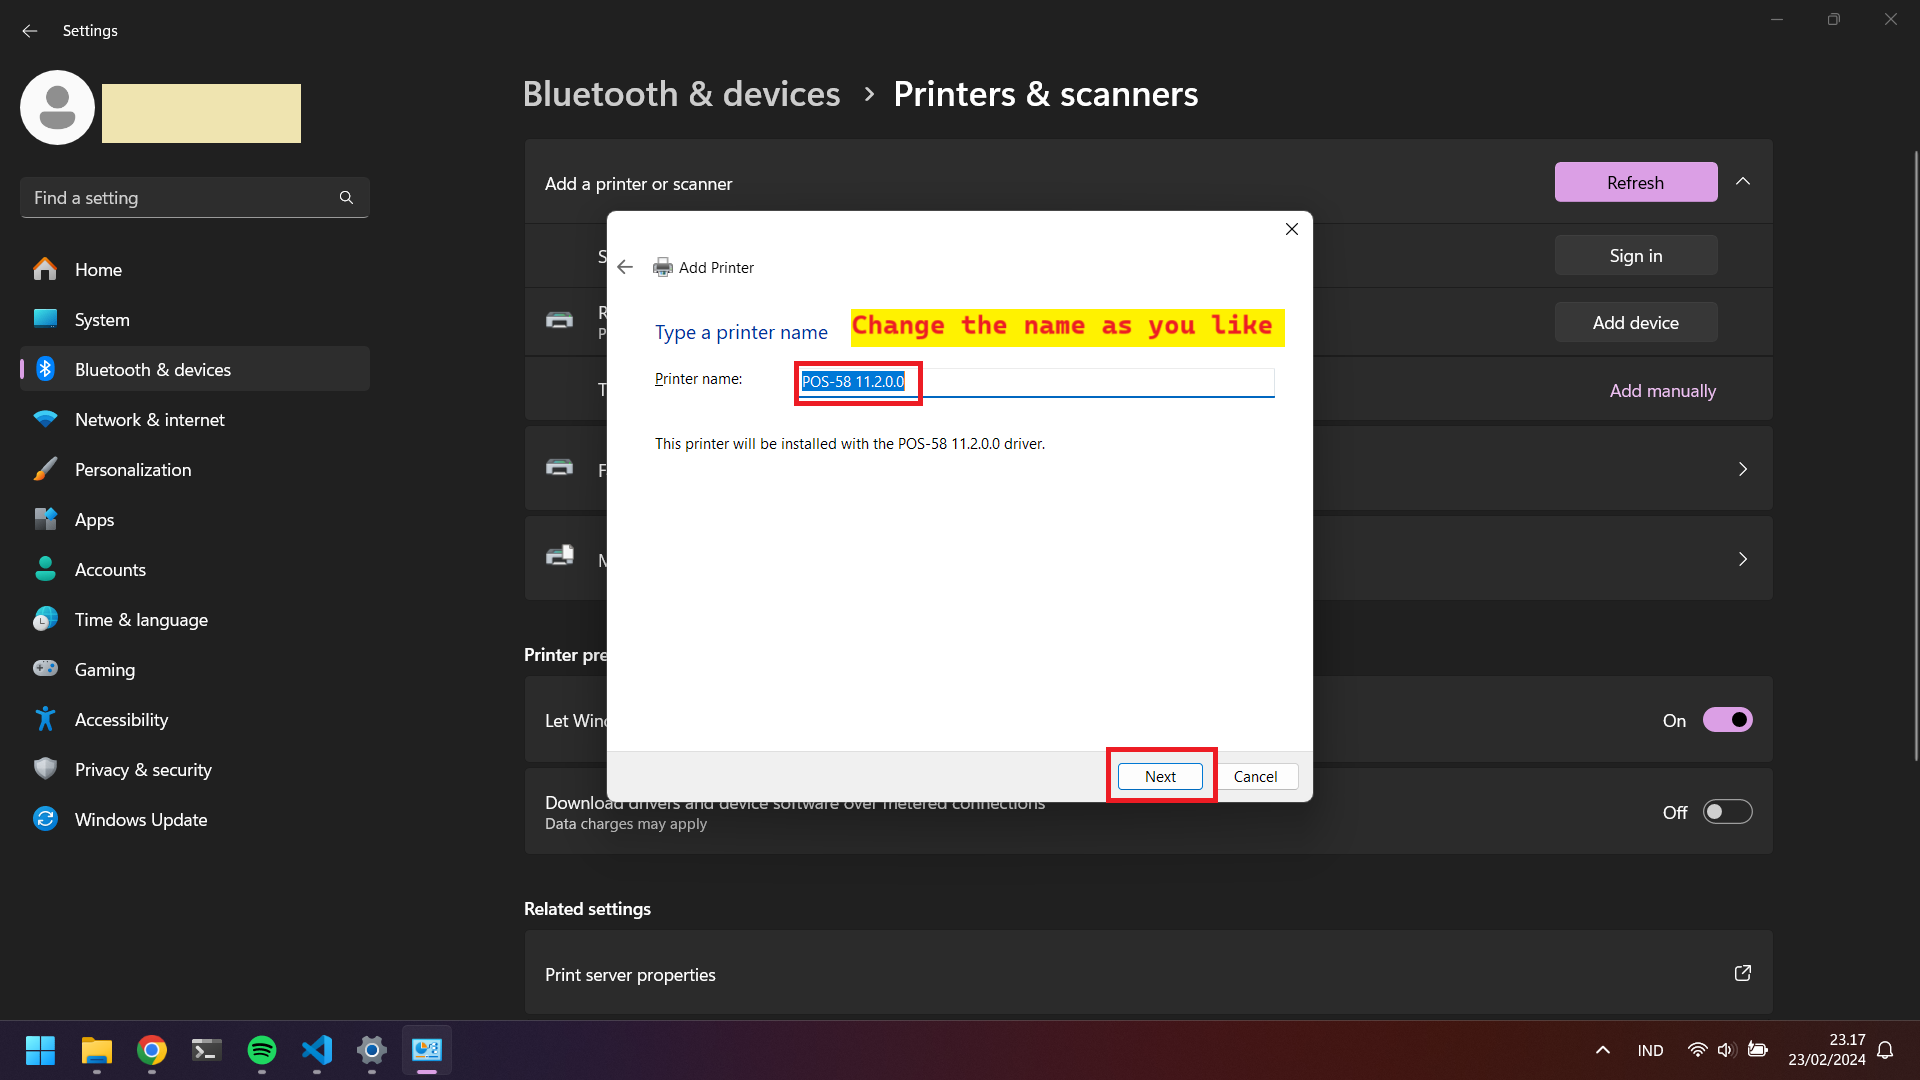 Settings
Bluetooth & devices > Printers & scanners
Find a setting
Home
System
Bluetooth & devices
Network & internet
Personalization
Apps
Accounts
Time & language
Gaming
Accessibility
Privacy & security
Windows Update
Add a printer or scanner
Refresh
Sign in
Add device
Add manually
Add Printer
Type a printer name
Change the name as you like
Printer name:
POS-58 11.2.0.0
This printer will be installed with the POS-58 11.2.0.0 driver.
Next
Cancel
Printer pre
Let Wind
On
Download drivers and device software over metered connections
Data charges may apply
Off
Related settings
Print server properties
IND
23.17
23/02/2024